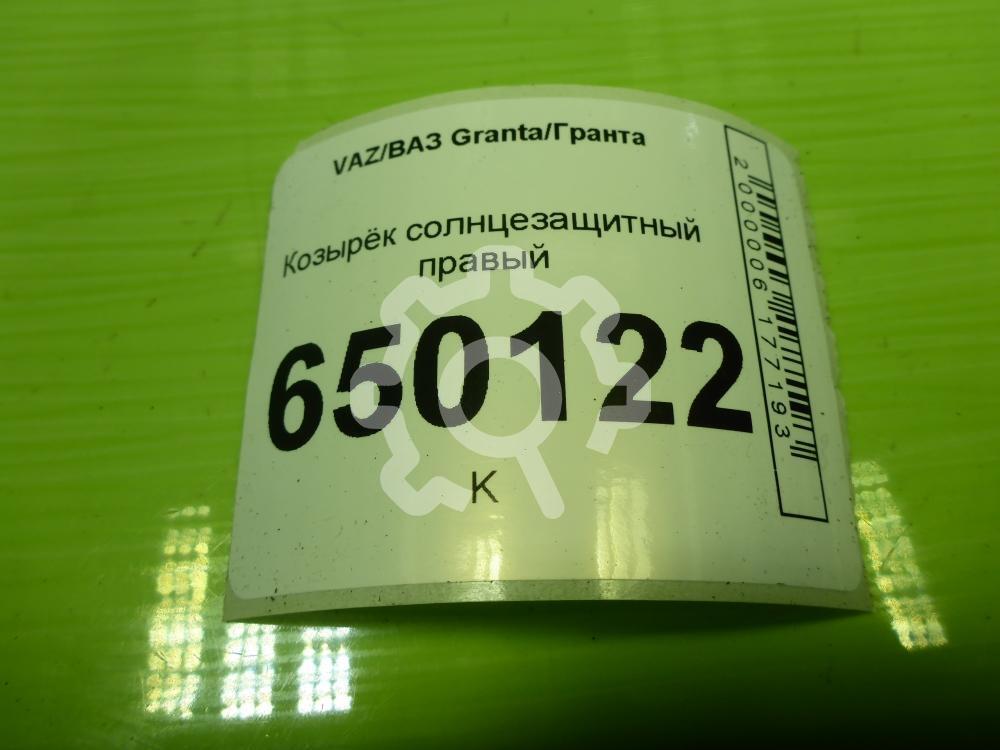 VAZ/ВАЗ Granta/Гранта
Козырёк солнцезащитный
правый
650122
К
2000006177193